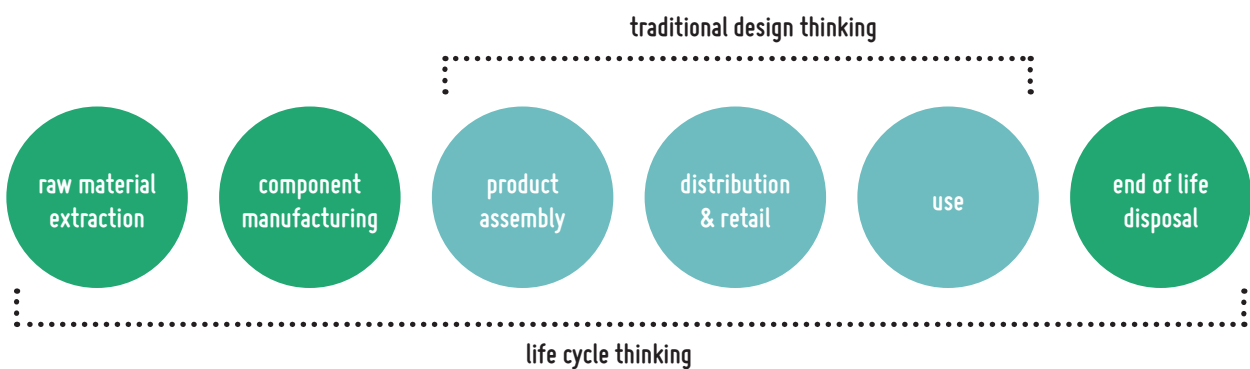 traditional design thinking
raw material
extraction
component
manufacturing
product
assembly
distribution
& retail
use
end of life
disposal
life cycle thinking